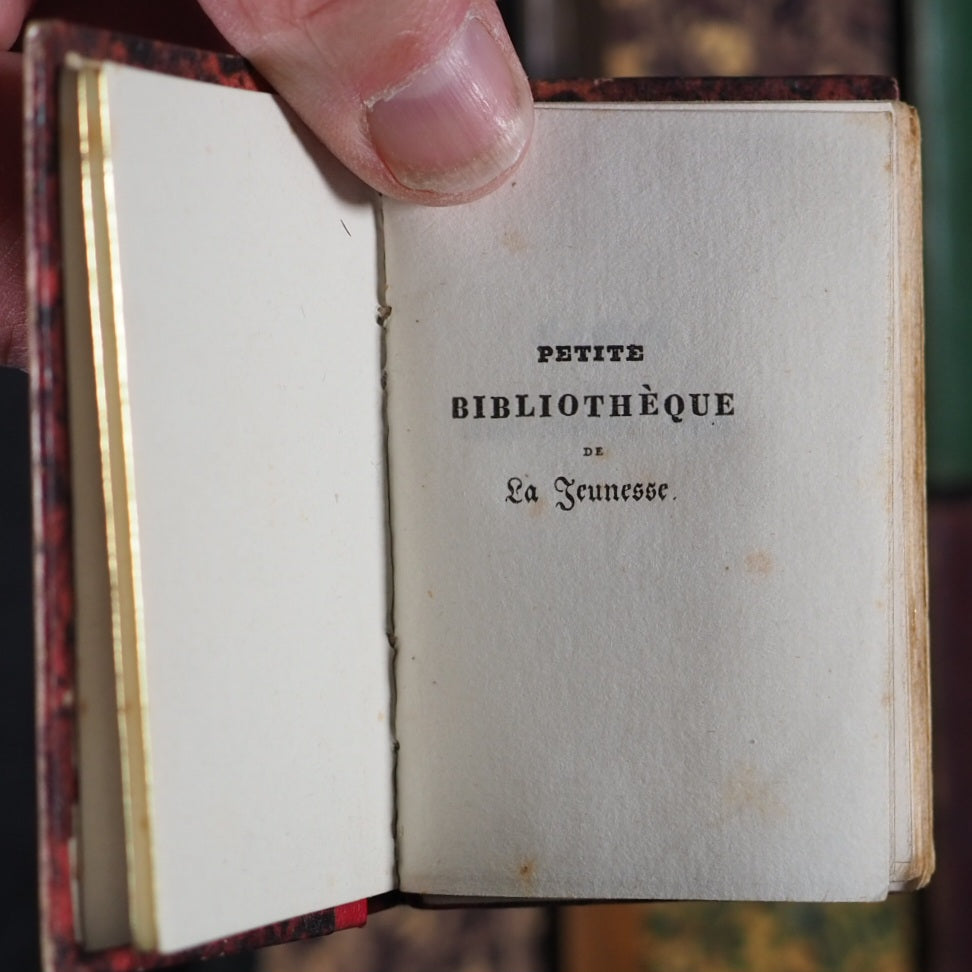 PETITE
BIBLIOTHÈQUE
DE
La Jeunesse.